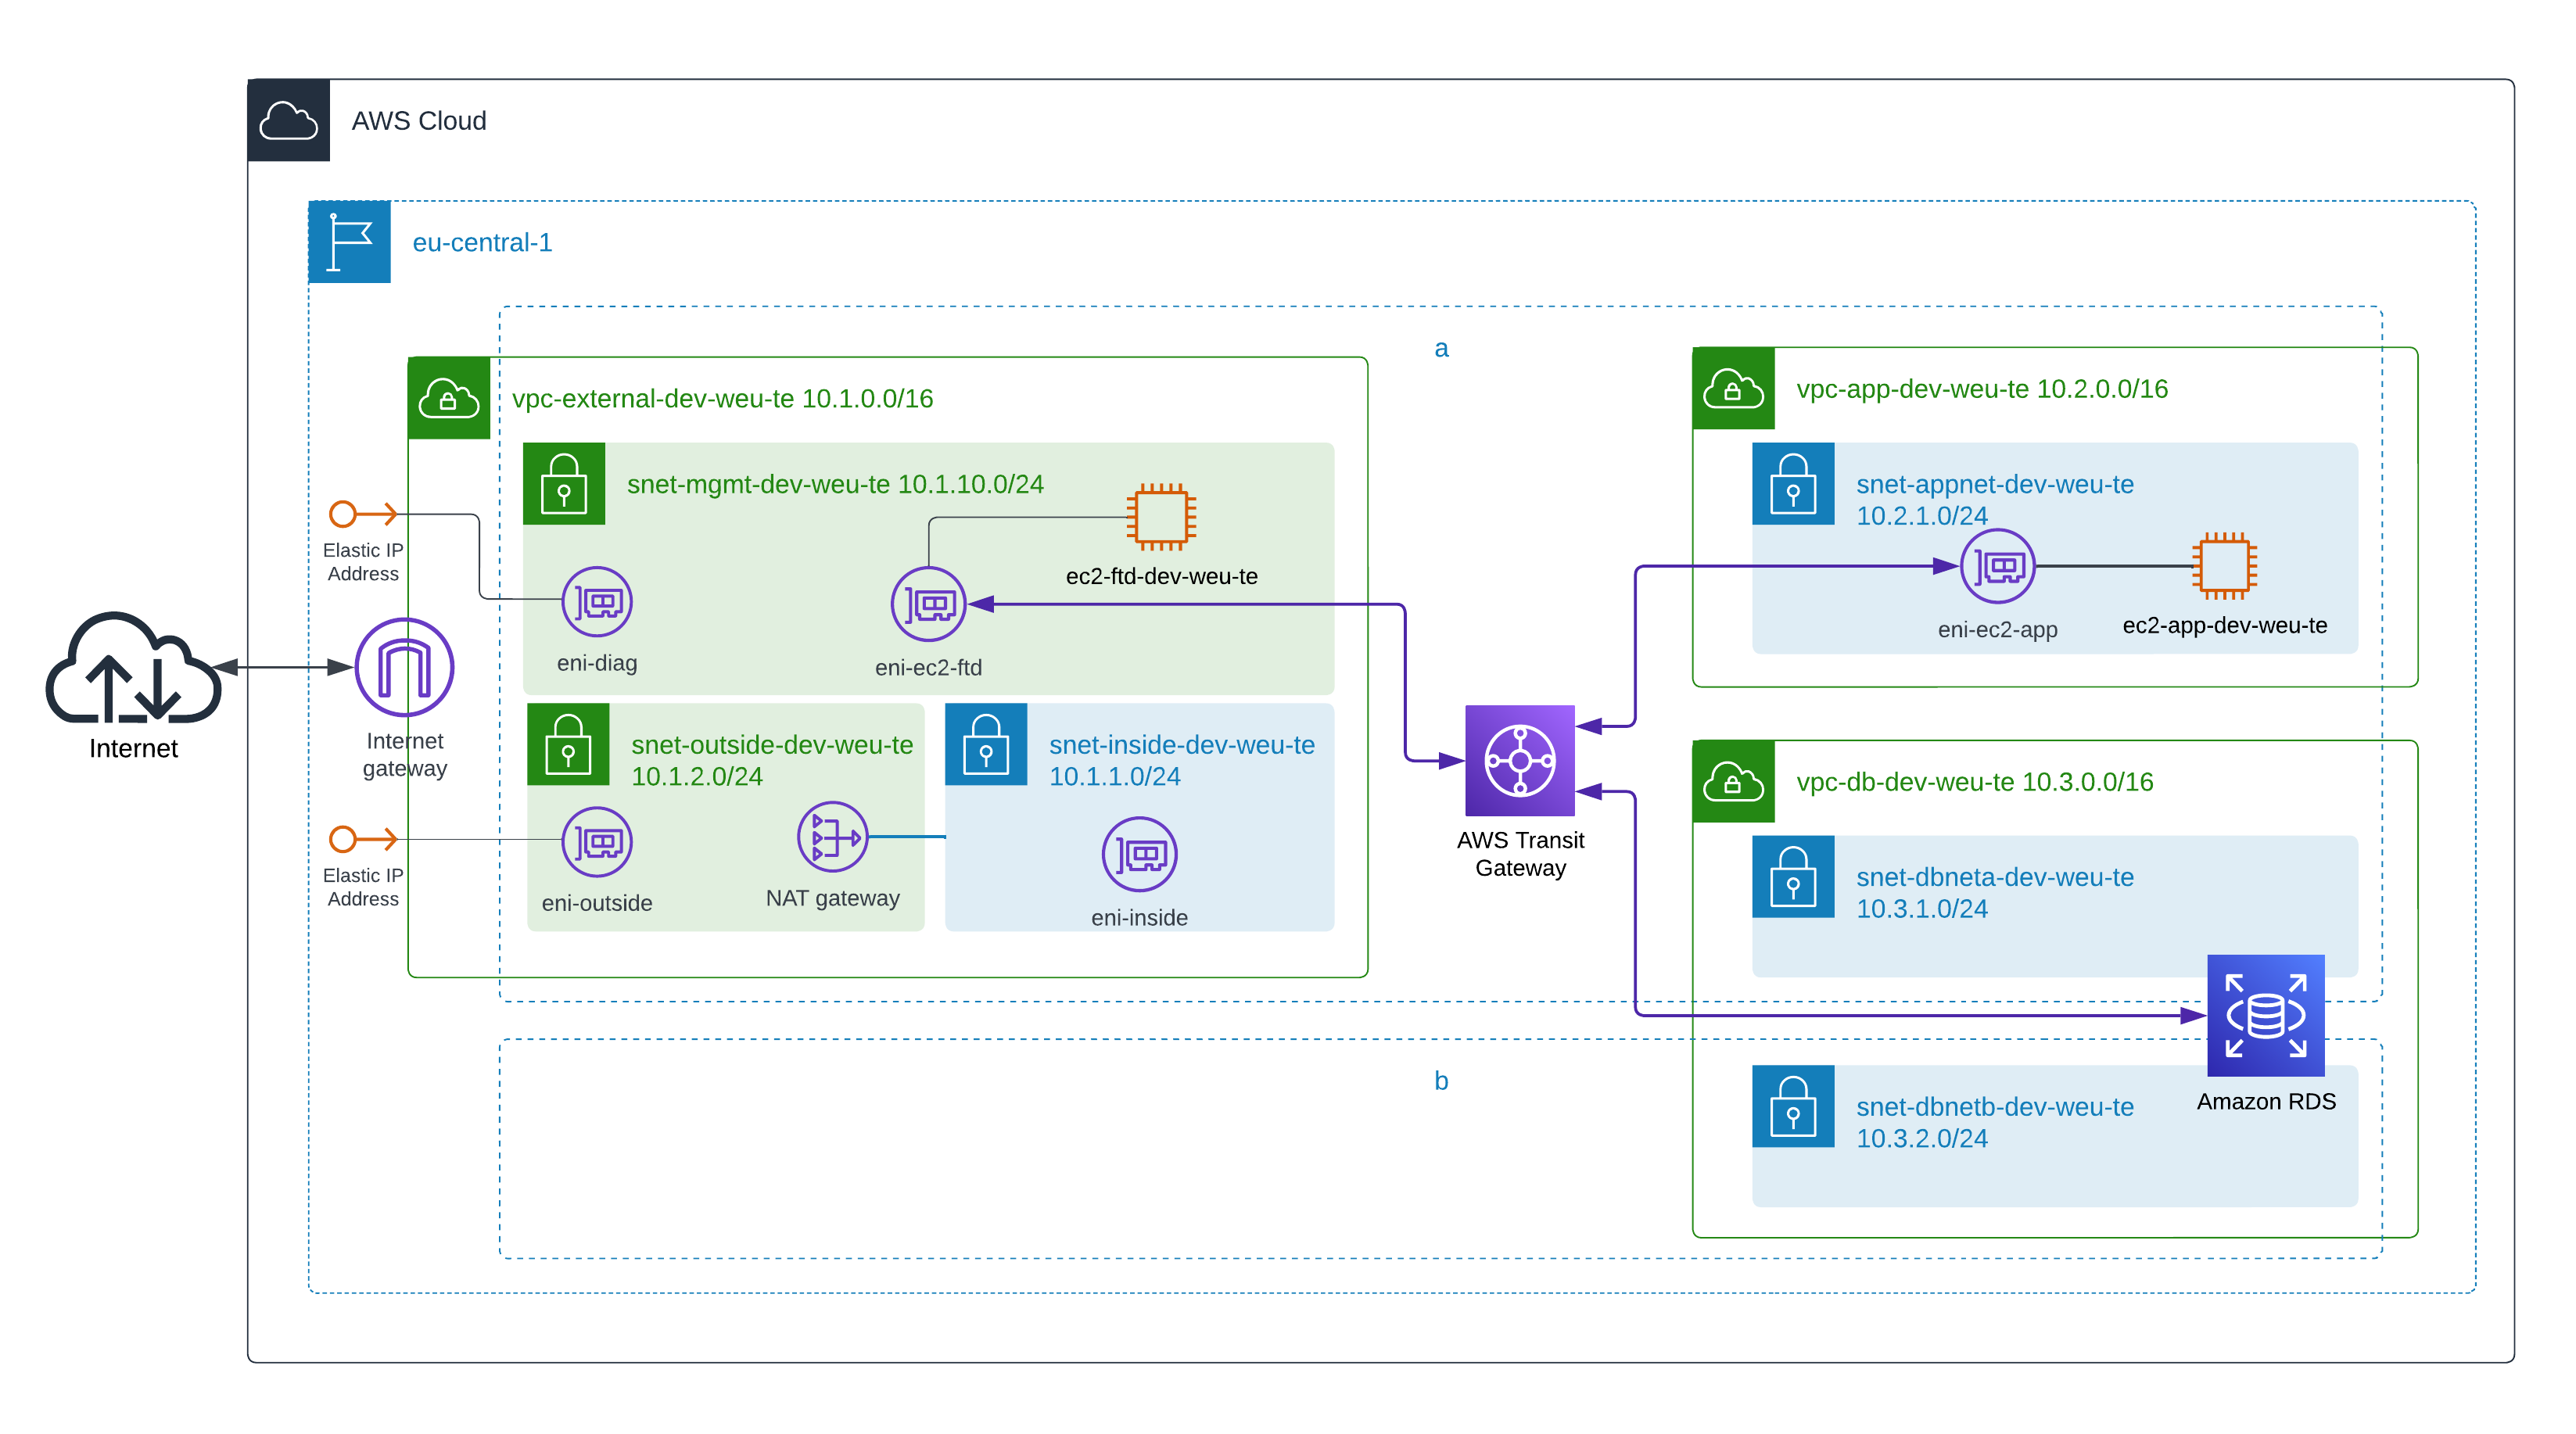 AWS Cloud
eu-central-1
a
vpc-external-dev-weu-te 10.1.0.0/16
snet-mgmt-dev-weu-te 10.1.10.0/24
ec2-ftd-dev-weu-te
eni-diag
eni-ec2-ftd
Elastic IP
Address
Internet
Internet
gateway
snet-outside-dev-weu-te
10.1.2.0/24
snet-inside-dev-weu-te
10.1.1.0/24
Elastic IP
Address
eni-outside
NAT gateway
eni-inside
AWS Transit
Gateway
vpc-app-dev-weu-te 10.2.0.0/16
snet-appnet-dev-weu-te
10.2.1.0/24
eni-ec2-app
ec2-app-dev-weu-te
vpc-db-dev-weu-te 10.3.0.0/16
snet-dbneta-dev-weu-te
10.3.1.0/24
b
snet-dbnetb-dev-weu-te
10.3.2.0/24
Amazon RDS